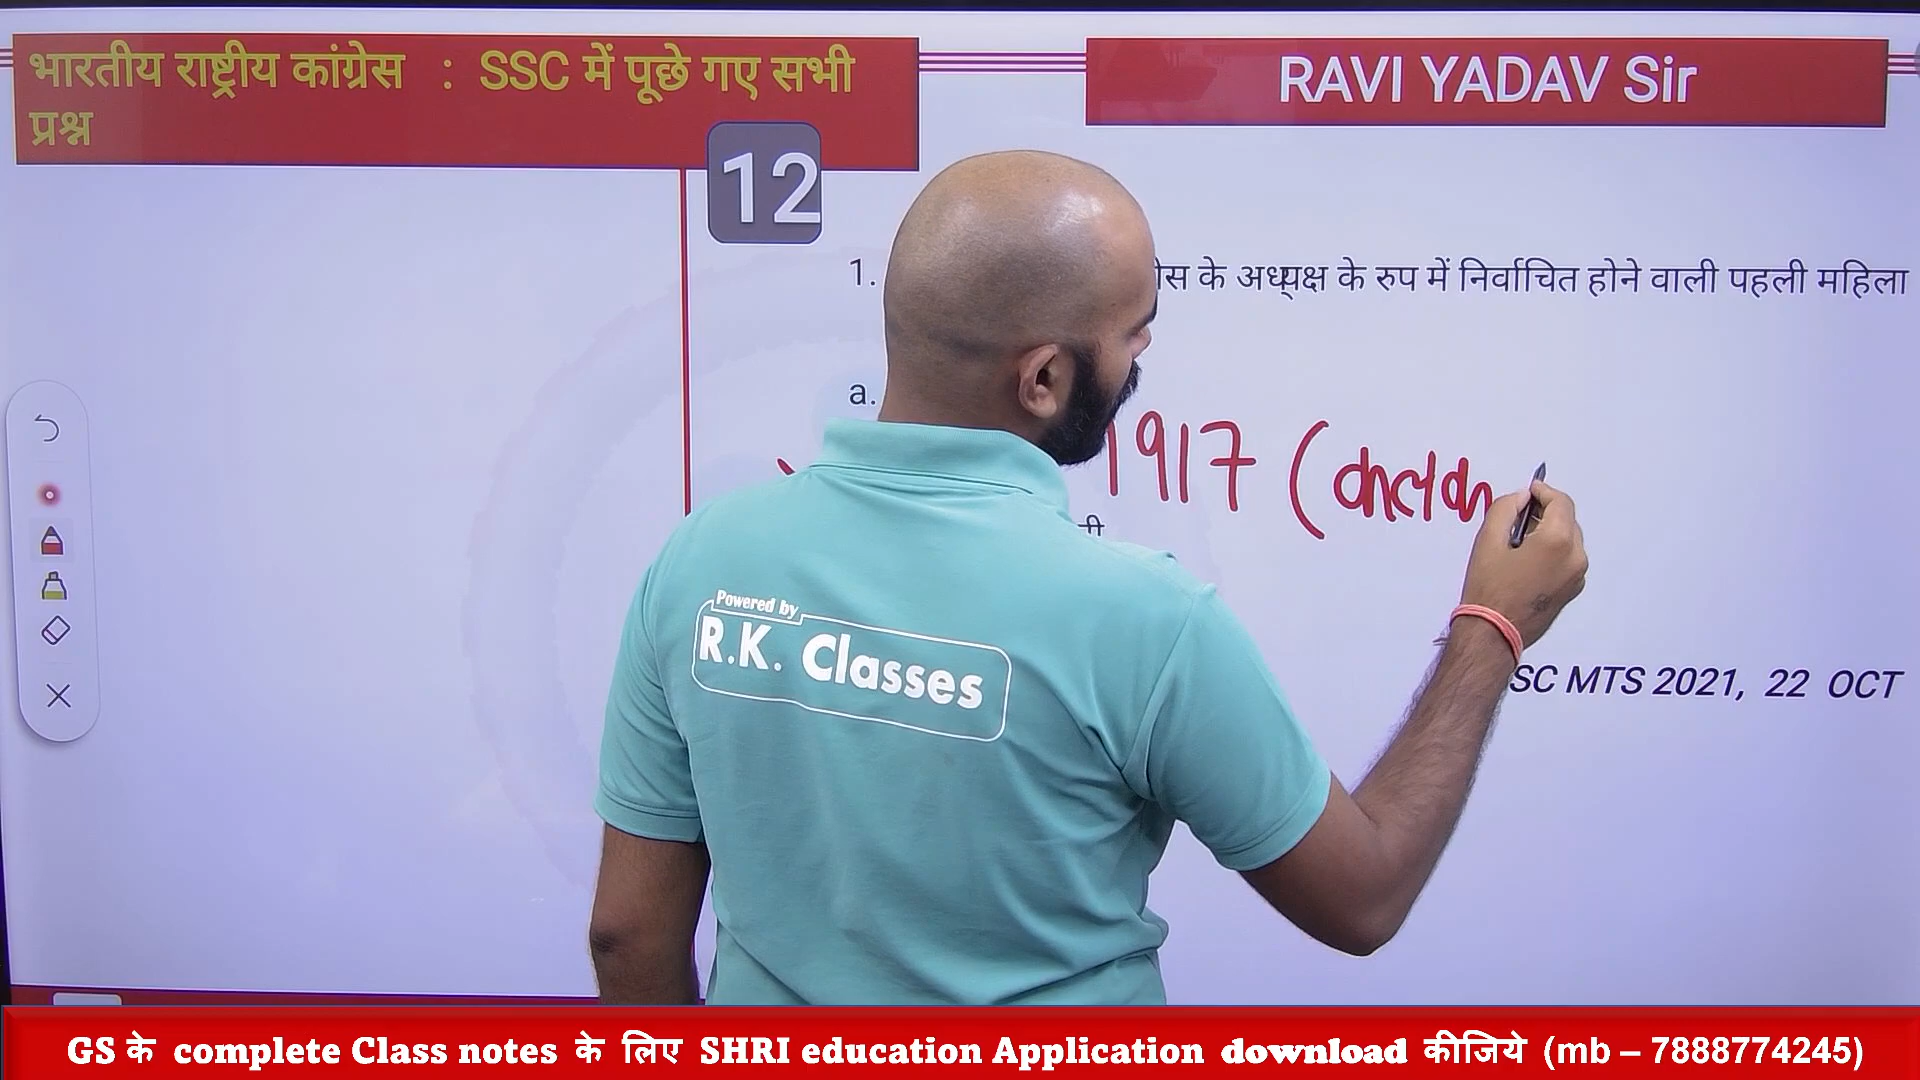 भारतीय राष्ट्रीय कांग्रेस : SSC में पूछे गए सभी
प्रश्न
RAVI YADAV Sir
12
1. के अध्यक्ष के रुप में निर्वाचित होने वाली पहली महिला
a.
1917 (कलक
Powered by
R.K. Classes
SC MTS 2021, 22 OCT
GS के complete Class notes के लिए SHRI education Application download कीजिये (mb – 7888774245)